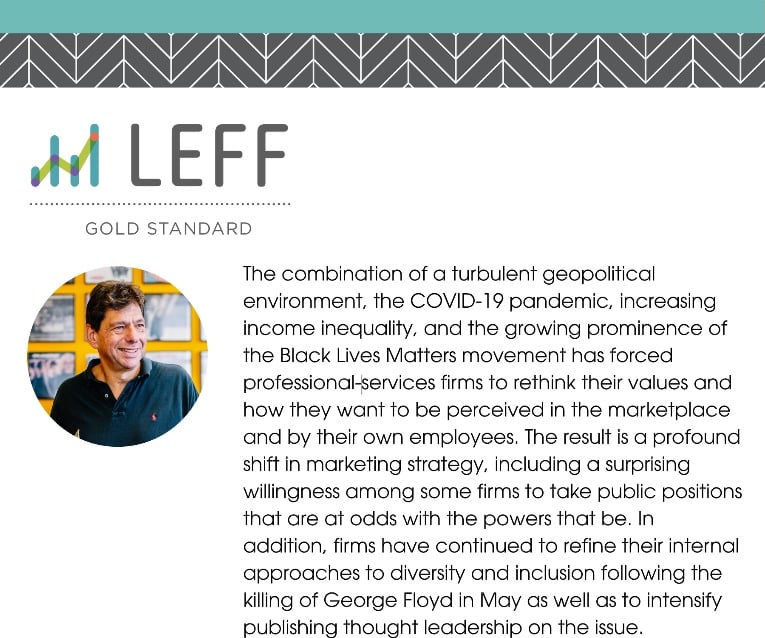 LEFF
GOLD STANDARD
The combination of a turbulent geopolitical
environment, the COVID-19 pandemic, increasing
income inequality, and the growing prominence of
the Black Lives Matters movement has forced
professional-services firms to rethink their values and
how they want to be perceived in the marketplace
and by their own employees. The result is a profound
shift in marketing strategy, including a surprising
willingness among some firms to take public positions
that are at odds with the powers that be. In
addition, firms have continued to refine their internal
approaches to diversity and inclusion following the
killing of George Floyd in May as well as to intensify
publishing thought leadership on the issue.